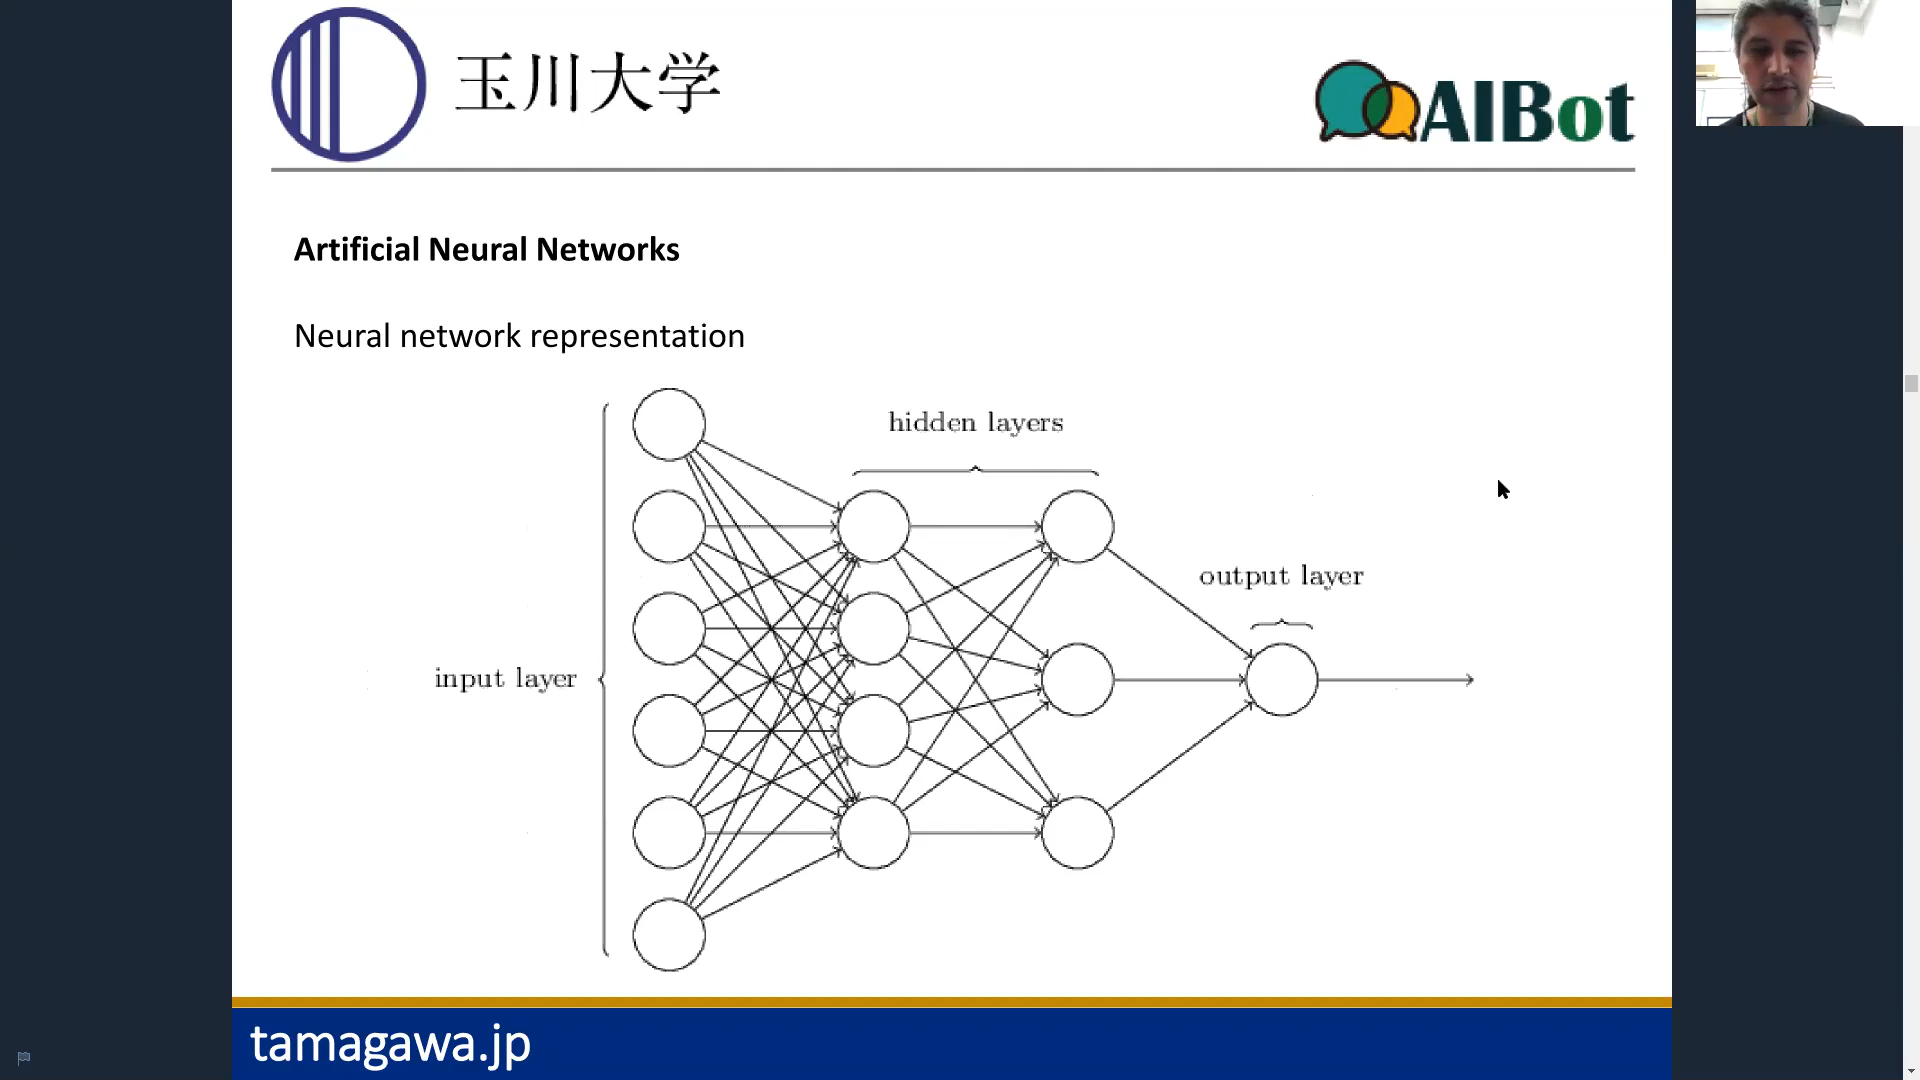 玉川大学
AIBot
Artificial Neural Networks
Neural network representation
hidden layers
output layer
input layer
tamagawa.jp